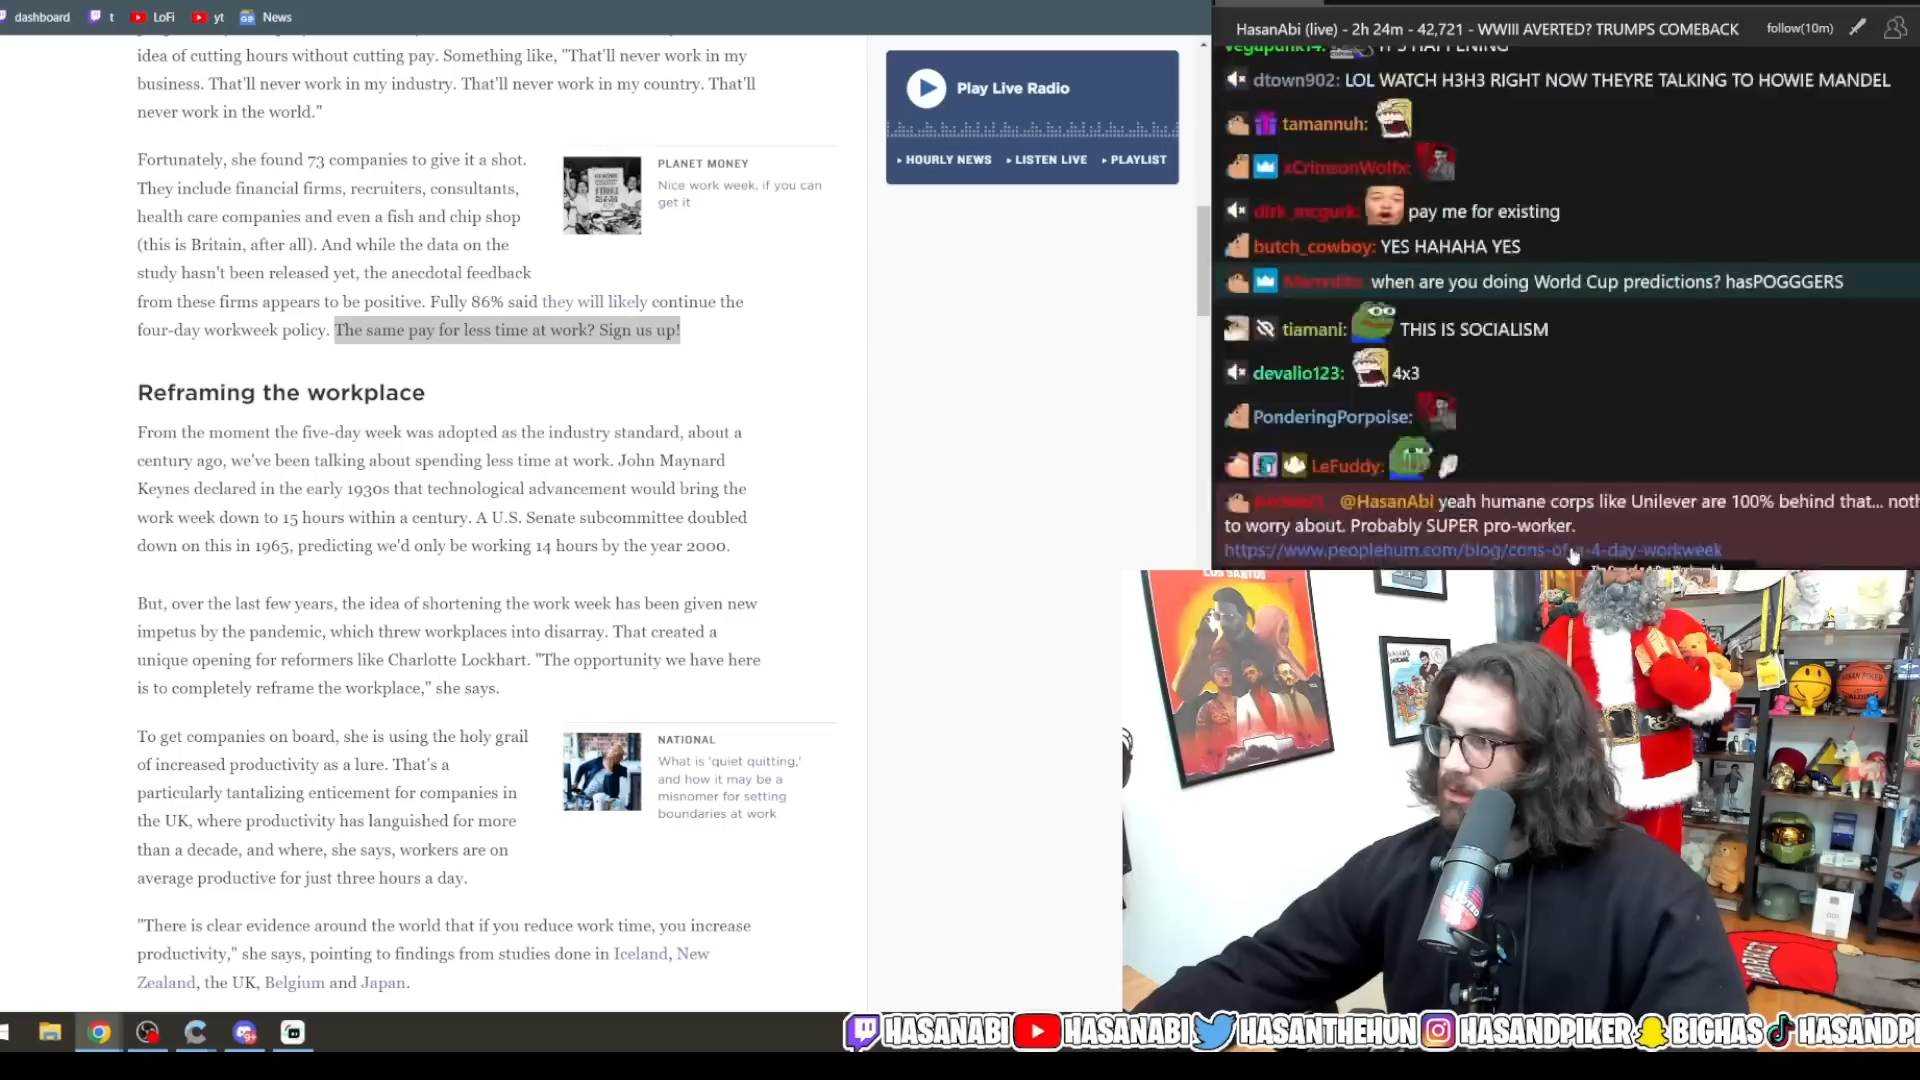 dashboard
t
LoFi
yt
News
idea of cutting hours without cutting pay. Something like, "That'll never work in my
business. That'll never work in my industry. That'll never work in my country. That'll
never work in the world."
Fortunately, she found 73 companies to give it a shot.
They include financial firms, recruiters, consultants,
health care companies and even a fish and chip shop
(this is Britain, after all). And while the data on the
study hasn't been released yet, the anecdotal feedback
from these firms appears to be positive. Fully 86% said they will likely continue the
four-day workweek policy. The same pay for less time at work? Sign us up!
PLANET MONEY
Nice work week, if you can
get it
Reframing the workplace
From the moment the five-day week was adopted as the industry standard, about a
century ago, we've been talking about spending less time at work. John Maynard
Keynes declared in the early 1930s that technological advancement would bring the
work week down to 15 hours within a century. A U.S. Senate subcommittee doubled
down on this in 1965, predicting we'd only be working 14 hours by the year 2000.
But, over the last few years, the idea of shortening the work week has been given new
impetus by the pandemic, which threw workplaces into disarray. That created a
unique opening for reformers like Charlotte Lockhart. "The opportunity we have here
is to completely reframe the workplace," she says.
To get companies on board, she is using the holy grail
of increased productivity as a lure. That's a
particularly tantalizing enticement for companies in
the UK, where productivity has languished for more
than a decade, and where, she says, workers are on
average productive for just three hours a day.
NATIONAL
What is 'quiet quitting,'
and how it may be a
misnomer for setting
boundaries at work
"There is clear evidence around the world that if you reduce work time, you increase
productivity," she says, pointing to findings from studies done in Iceland, New
Zealand, the UK, Belgium and Japan.
Play Live Radio
HOURLY NEWS
LISTEN LIVE
PLAYLIST
HasanAbi (live) - 2h 24m - 42,721 - WWIII AVERTED? TRUMPS COMEBACK
follow(10m)
vegapunk14: IT'S HAPPENING
dtown902: LOL WATCH H3H3 RIGHT NOW THEYRE TALKING TO HOWIE MANDEL
tamannuh:
xCrimsonWolfx:
dirk_mcgurk: pay me for existing
butch_cowboy: YES HAHAHA YES
when are you doing World Cup predictions? hasPOGGGERS
tiamani: THIS IS SOCIALISM
devalio123: 4x3
PonderingPorpoise:
LeFuddy:
@HasanAbi yeah humane corps like Unilever are 100% behind that... noth
to worry about. Probably SUPER pro-worker.
https://www.peoplehum.com/blog/cons-of-a-4-day-workweek
LOS SANTOS
HASANABI
HASANABI
HASANTHEHUN
HASANDPIKER
BIGHAS
HASANDPI